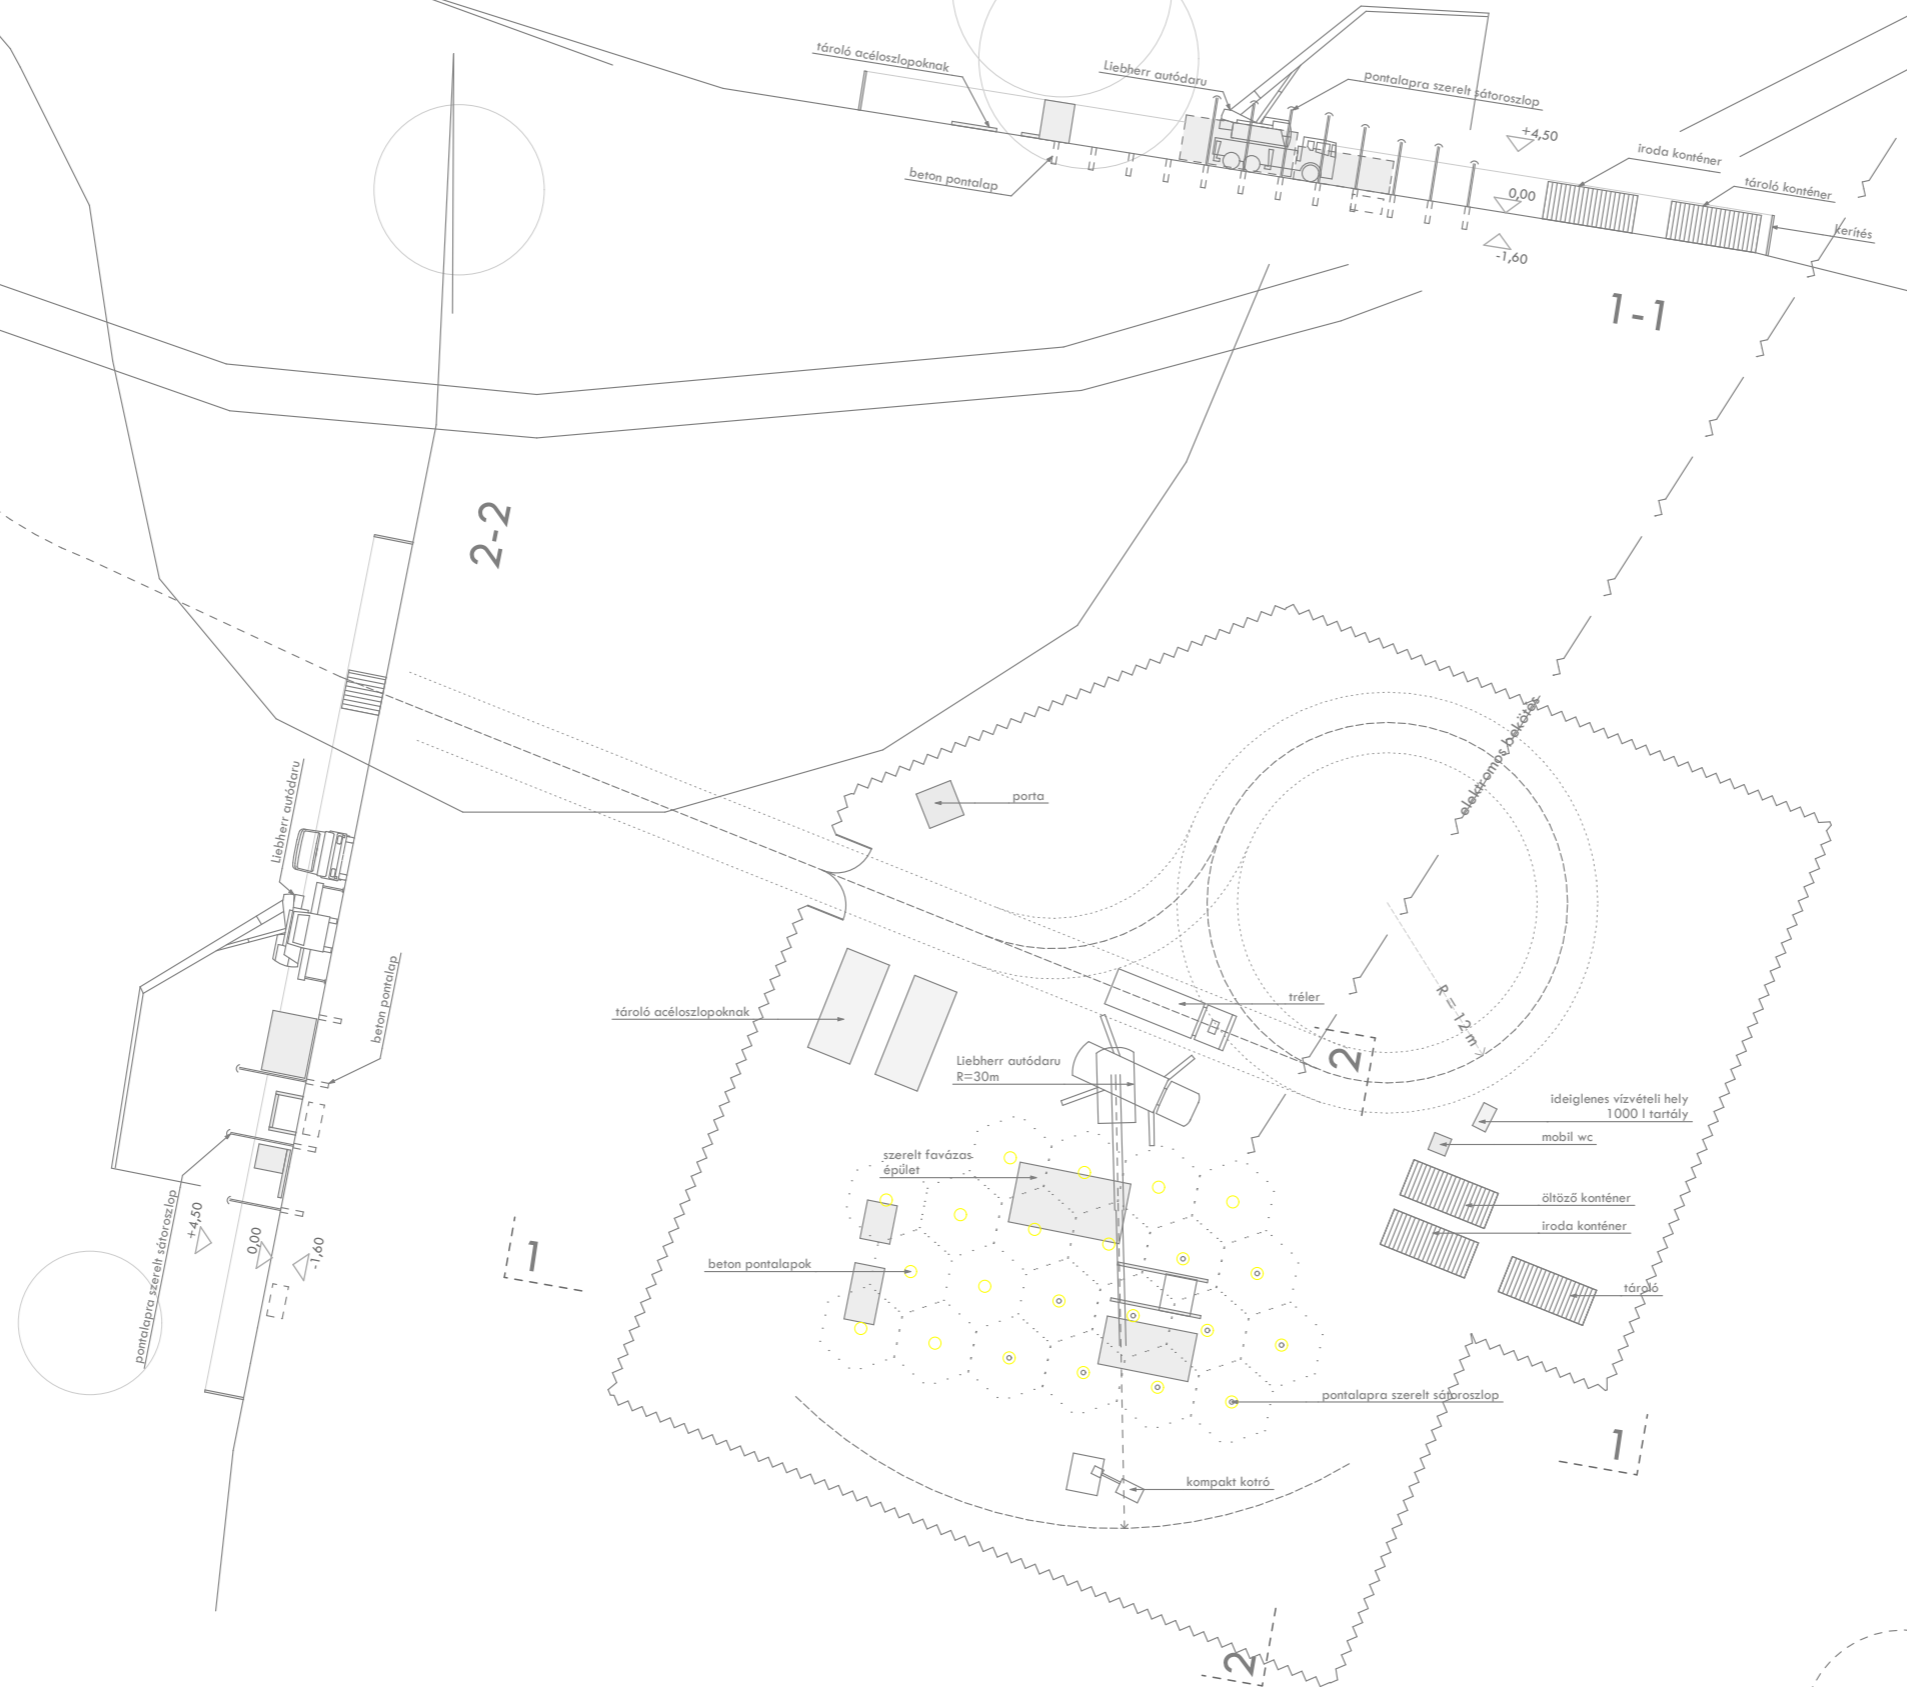 tároló acéloszlopoknak
Liebherr autódaru
pontalapra szerelt sátoroszlop
+4,50
iroda konténer
tároló konténer
beton pontalap
0,00
kerítés
-1,60
1-1
2-2
elektromos bekötés
Liebherr autódaru
porta
beton pontalap
tároló acéloszlopoknak
tréler
R = 12 m
2
Liebherr autódaru
R=30m
ideiglenes vízvételi hely
1000 l tartály
mobil wc
szerelt favázas
épület
öltöző konténer
iroda konténer
pontalapra szerelt sátoroszlop
+4,50
0,00
-1,60
1
beton pontalapok
tároló
pontalapra szerelt sátoroszlop
1
kompakt kotró
2